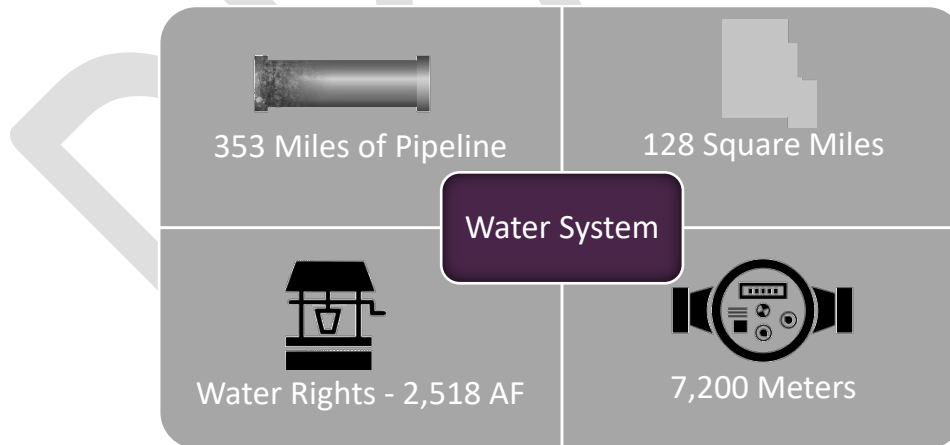 353 Miles of Pipeline
128 Square Miles
Water System
Water Rights - 2,518 AF
7,200 Meters